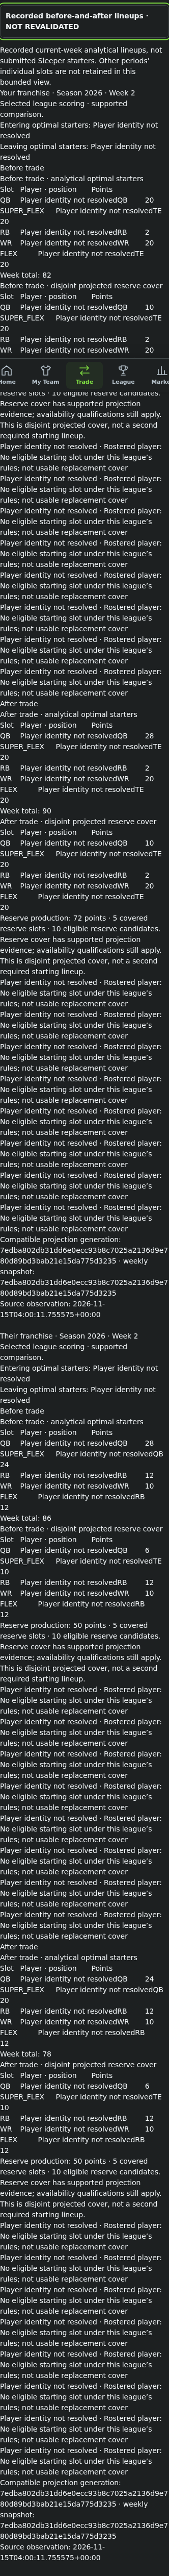 Recorded before-and-after lineups ·
NOT REVALIDATED
Recorded current-week analytical lineups, not
submitted Sleeper starters. Other periods’
individual slots are not retained in this
bounded view.
Your franchise · Season 2026 · Week 2
Selected league scoring · supported
comparison.
Entering optimal starters: Player identity not
resolved
Leaving optimal starters: Player identity not
resolved
Before trade
Before trade · analytical optimal starters
Slot Player · position Points
QB Player identity not resolvedQB 20
SUPER_FLEX Player identity not resolvedTE
20
RB Player identity not resolvedRB 2
WR Player identity not resolvedWR 20
FLEX Player identity not resolvedTE
20
Week total: 82
Before trade · disjoint projected reserve cover
Slot Player · position Points
QB Player identity not resolvedQB 10
SUPER_FLEX Player identity not resolvedTE
20
RB Player identity not resolvedRB 2
WR Player identity not resolvedWR 20
ome My Team Trade League Marke
reserve slots · 10 eligible reserve candidates.
Reserve cover has supported projection
evidence; availability qualifications still apply.
This is disjoint projected cover, not a second
required starting lineup.
Player identity not resolved · Rostered player:
No eligible starting slot under this league’s
rules; not usable replacement cover
Player identity not resolved · Rostered player:
No eligible starting slot under this league’s
rules; not usable replacement cover
Player identity not resolved · Rostered player:
No eligible starting slot under this league’s
rules; not usable replacement cover
Player identity not resolved · Rostered player:
No eligible starting slot under this league’s
rules; not usable replacement cover
Player identity not resolved · Rostered player:
No eligible starting slot under this league’s
rules; not usable replacement cover
Player identity not resolved · Rostered player:
No eligible starting slot under this league’s
rules; not usable replacement cover
Player identity not resolved · Rostered player:
No eligible starting slot under this league’s
rules; not usable replacement cover
Player identity not resolved · Rostered player:
No eligible starting slot under this league’s
rules; not usable replacement cover
After trade
After trade · analytical optimal starters
Slot Player · position Points
QB Player identity not resolvedQB 28
SUPER_FLEX Player identity not resolvedTE
20
RB Player identity not resolvedRB 2
WR Player identity not resolvedWR 20
FLEX Player identity not resolvedTE
20
Week total: 90
After trade · disjoint projected reserve cover
Slot Player · position Points
QB Player identity not resolvedQB 10
SUPER_FLEX Player identity not resolvedTE
20
RB Player identity not resolvedRB 2
WR Player identity not resolvedWR 20
FLEX Player identity not resolvedTE
20
Reserve production: 72 points · 5 covered
reserve slots · 10 eligible reserve candidates.
Reserve cover has supported projection
evidence; availability qualifications still apply.
This is disjoint projected cover, not a second
required starting lineup.
Player identity not resolved · Rostered player:
No eligible starting slot under this league’s
rules; not usable replacement cover
Player identity not resolved · Rostered player:
No eligible starting slot under this league’s
rules; not usable replacement cover
Player identity not resolved · Rostered player:
No eligible starting slot under this league’s
rules; not usable replacement cover
Player identity not resolved · Rostered player:
No eligible starting slot under this league’s
rules; not usable replacement cover
Player identity not resolved · Rostered player:
No eligible starting slot under this league’s
rules; not usable replacement cover
Player identity not resolved · Rostered player:
No eligible starting slot under this league’s
rules; not usable replacement cover
Player identity not resolved · Rostered player:
No eligible starting slot under this league’s
rules; not usable replacement cover
Player identity not resolved · Rostered player:
No eligible starting slot under this league’s
rules; not usable replacement cover
Compatible projection generation:
7edba802db31dd6e0ecc93b8c7025a2136d9e7
80d89bd3bab21e15da775d3235 · weekly
snapshot:
7edba802db31dd6e0ecc93b8c7025a2136d9e7
80d89bd3bab21e15da775d3235
Source observation: 2026-11-
15T04:00:11.755575+00:00
Their franchise · Season 2026 · Week 2
Selected league scoring · supported
comparison.
Entering optimal starters: Player identity not
resolved
Leaving optimal starters: Player identity not
resolved
Before trade
Before trade · analytical optimal starters
Slot Player · position Points
QB Player identity not resolvedQB 28
SUPER_FLEX Player identity not resolvedQB
24
RB Player identity not resolvedRB 12
WR Player identity not resolvedWR 10
FLEX Player identity not resolvedRB
12
Week total: 86
Before trade · disjoint projected reserve cover
Slot Player · position Points
QB Player identity not resolvedQB 6
SUPER_FLEX Player identity not resolvedTE
10
RB Player identity not resolvedRB 12
WR Player identity not resolvedWR 10
FLEX Player identity not resolvedRB
12
Reserve production: 50 points · 5 covered
reserve slots · 10 eligible reserve candidates.
Reserve cover has supported projection
evidence; availability qualifications still apply.
This is disjoint projected cover, not a second
required starting lineup.
Player identity not resolved · Rostered player:
No eligible starting slot under this league’s
rules; not usable replacement cover
Player identity not resolved · Rostered player:
No eligible starting slot under this league’s
rules; not usable replacement cover
Player identity not resolved · Rostered player:
No eligible starting slot under this league’s
rules; not usable replacement cover
Player identity not resolved · Rostered player:
No eligible starting slot under this league’s
rules; not usable replacement cover
Player identity not resolved · Rostered player:
No eligible starting slot under this league’s
rules; not usable replacement cover
Player identity not resolved · Rostered player:
No eligible starting slot under this league’s
rules; not usable replacement cover
Player identity not resolved · Rostered player:
No eligible starting slot under this league’s
rules; not usable replacement cover
Player identity not resolved · Rostered player:
No eligible starting slot under this league’s
rules; not usable replacement cover
After trade
After trade · analytical optimal starters
Slot Player · position Points
QB Player identity not resolvedQB 24
SUPER_FLEX Player identity not resolvedQB
20
RB Player identity not resolvedRB 12
WR Player identity not resolvedWR 10
FLEX Player identity not resolvedRB
12
Week total: 78
After trade · disjoint projected reserve cover
Slot Player · position Points
QB Player identity not resolvedQB 6
SUPER_FLEX Player identity not resolvedTE
10
RB Player identity not resolvedRB 12
WR Player identity not resolvedWR 10
FLEX Player identity not resolvedRB
12
Reserve production: 50 points · 5 covered
reserve slots · 10 eligible reserve candidates.
Reserve cover has supported projection
evidence; availability qualifications still apply.
This is disjoint projected cover, not a second
required starting lineup.
Player identity not resolved · Rostered player:
No eligible starting slot under this league’s
rules; not usable replacement cover
Player identity not resolved · Rostered player:
No eligible starting slot under this league’s
rules; not usable replacement cover
Player identity not resolved · Rostered player:
No eligible starting slot under this league’s
rules; not usable replacement cover
Player identity not resolved · Rostered player:
No eligible starting slot under this league’s
rules; not usable replacement cover
Player identity not resolved · Rostered player:
No eligible starting slot under this league’s
rules; not usable replacement cover
Player identity not resolved · Rostered player:
No eligible starting slot under this league’s
rules; not usable replacement cover
Player identity not resolved · Rostered player:
No eligible starting slot under this league’s
rules; not usable replacement cover
Player identity not resolved · Rostered player:
No eligible starting slot under this league’s
rules; not usable replacement cover
Compatible projection generation:
7edba802db31dd6e0ecc93b8c7025a2136d9e7
80d89bd3bab21e15da775d3235 · weekly
snapshot:
7edba802db31dd6e0ecc93b8c7025a2136d9e7
80d89bd3bab21e15da775d3235
Source observation: 2026-11-
15T04:00:11.755575+00:00